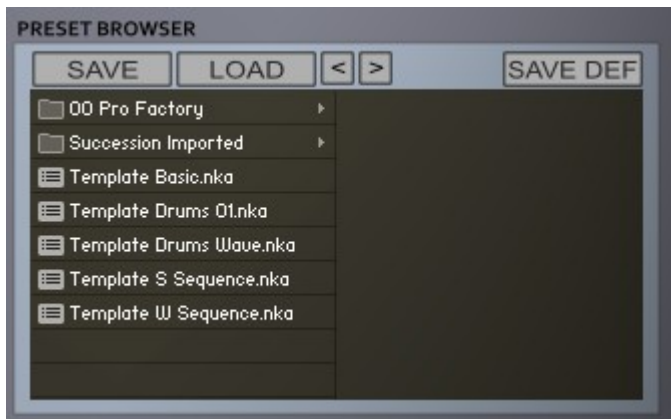 PRESET BROWSER
SAVE LOAD < > SAVE DEF
00 Pro Factory
Succession Imported
Template Basic.nka
Template Drums 01.nka
Template Drums Wave.nka
Template S Sequence.nka
Template W Sequence.nka